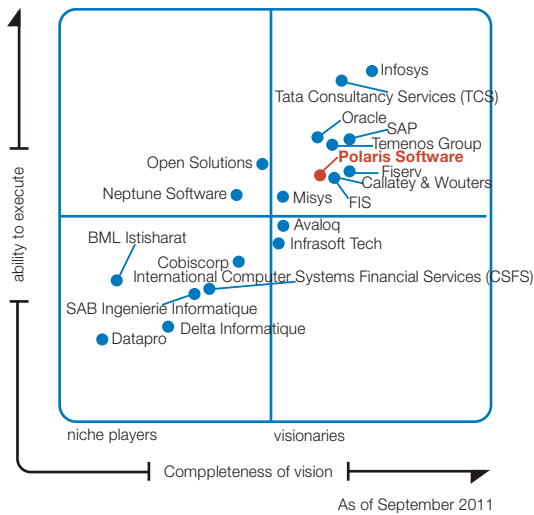 Infosys
Tata Consultancy Services (TCS)
Oracle
SAP
Temenos Group
Polaris Software
Open Solutions
Fiserv
Callatey & Wouters
Neptune Software
Misys
FIS
ability to execute
Avaloq
BML Istisharat
Infrasoft Tech
Cobiscorp
International Computer Systems Financial Services (CSFS)
SAB Ingenierie Informatique
Delta Informatique
Datapro
niche players
visionaries
Comppleteness of vision
As of September 2011